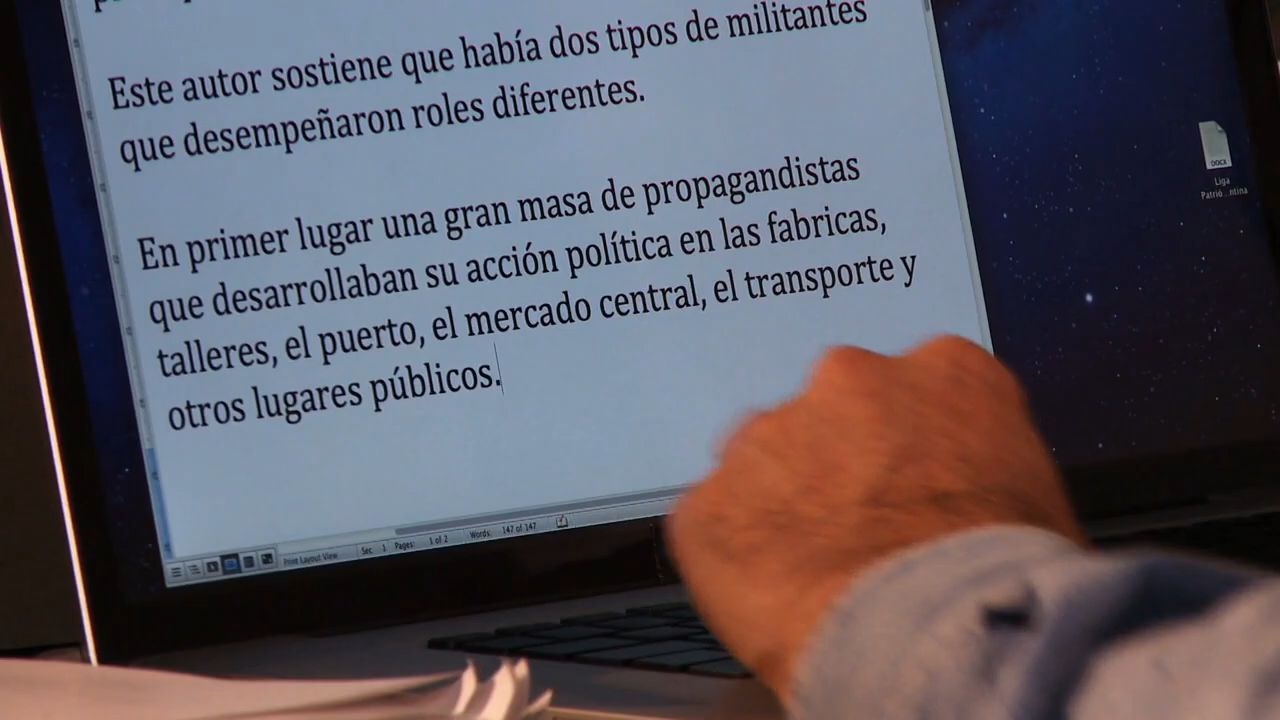 Este autor sostiene que había dos tipos de militantes
que desempeñaron roles diferentes.
En primer lugar una gran masa de propagandistas
que desarrollaban su acción política en las fabricas,
talleres, el puerto, el mercado central, el transporte y
otros lugares públicos.
DOCX
Liga
Patrió...ntina
Print Layout View Sec 1 Pages: 1 of 2 Words: 147 of 147